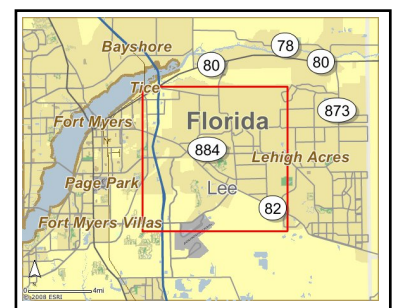 Bayshore
78
80
80
Tice
873
Fort Myers
Florida
884
Lehigh Acres
Page Park
Lee
82
Fort Myers Villas
0
4mi
©2008 ESRI